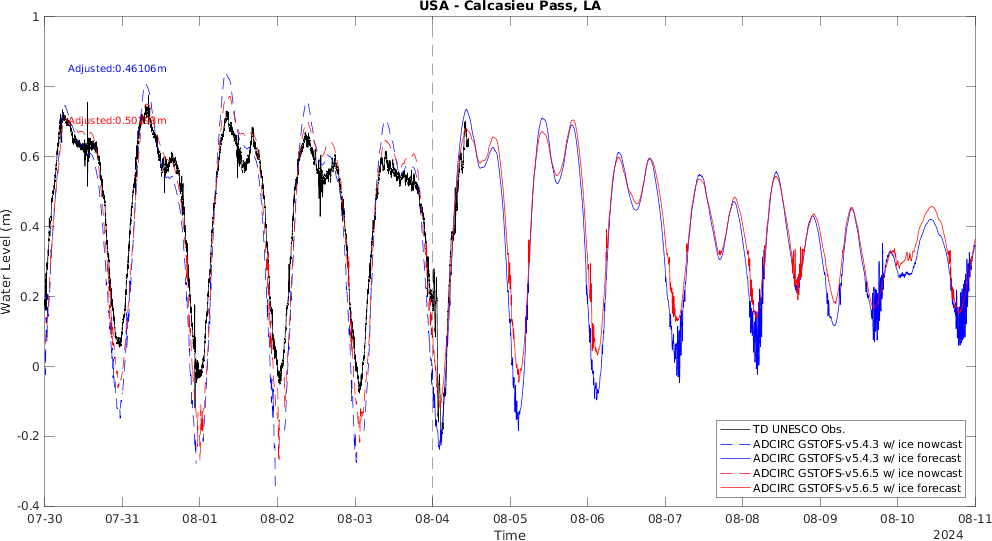 USA - Calcasieu Pass, LA
Water Level (m)
1
0.8
0.6
0.4
0.2
0
-0.2
-0.4
Adjusted:0.46106m
07-30
07-31
08-01
08-02
08-03
08-04
08-05
08-06
08-07
08-08
08-09
08-10
08-11
Time
2024
TD UNESCO Obs.
ADCIRC GSTOFS-v5.4.3 w/ ice nowcast
ADCIRC GSTOFS-v5.4.3 w/ ice forecast
ADCIRC GSTOFS-v5.6.5 w/ ice nowcast
ADCIRC GSTOFS-v5.6.5 w/ ice forecast